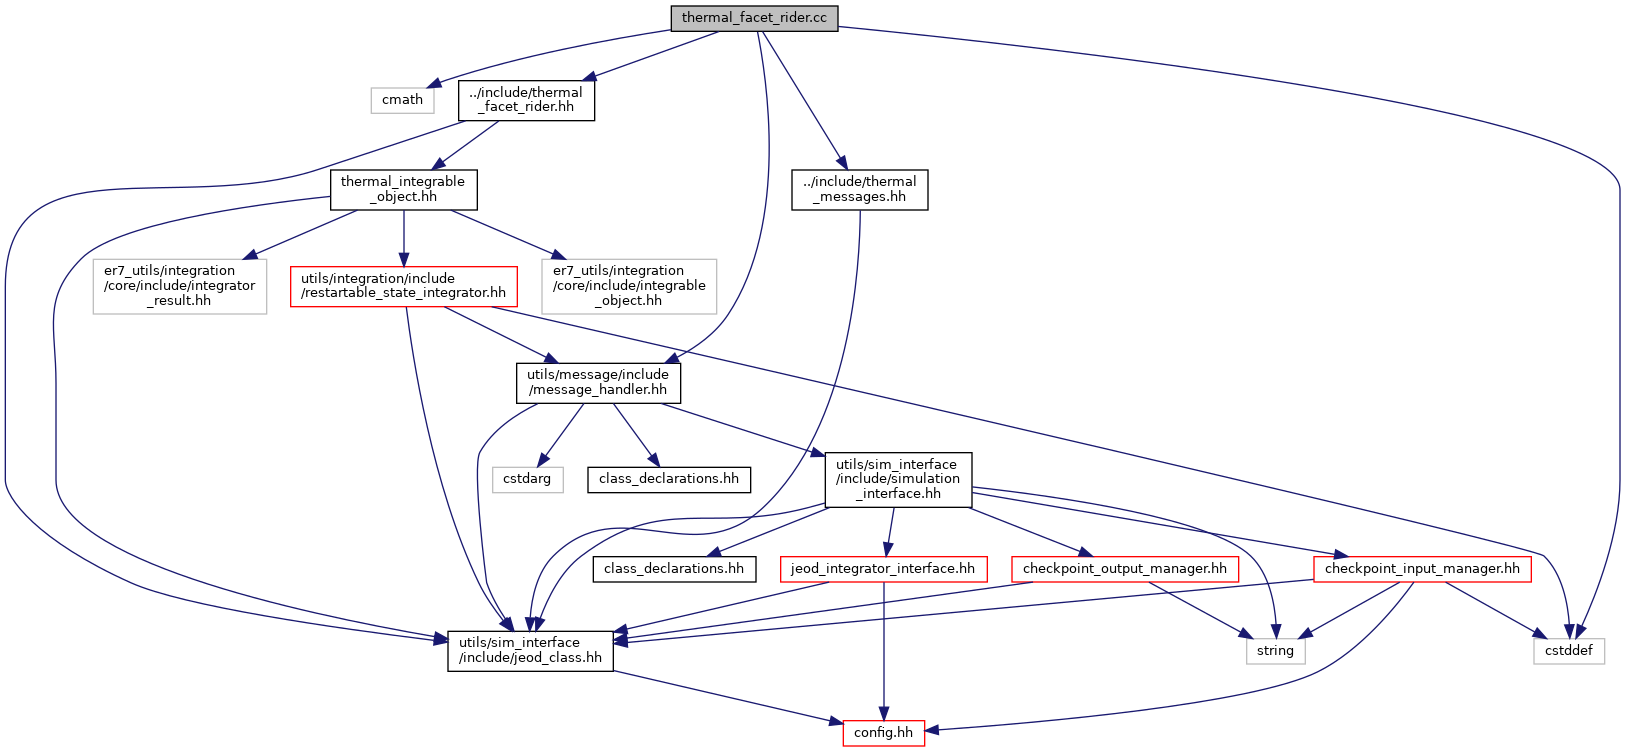 thermal_facet_rider.cc
cmath
../include/thermal
_facet_rider.hh
thermal_integrable
_object.hh
../include/thermal
_messages.hh
er7_utils/integration
/core/include/integrator
_result.hh
utils/integration/include
/restartable_state_integrator.hh
er7_utils/integration
/core/include/integrable
_object.hh
utils/message/include
/message_handler.hh
cstdarg
class_declarations.hh
utils/sim_interface
/include/simulation
_interface.hh
class_declarations.hh
jeod_integrator_interface.hh
checkpoint_output_manager.hh
checkpoint_input_manager.hh
utils/sim_interface
/include/jeod_class.hh
string
cstddef
config.hh